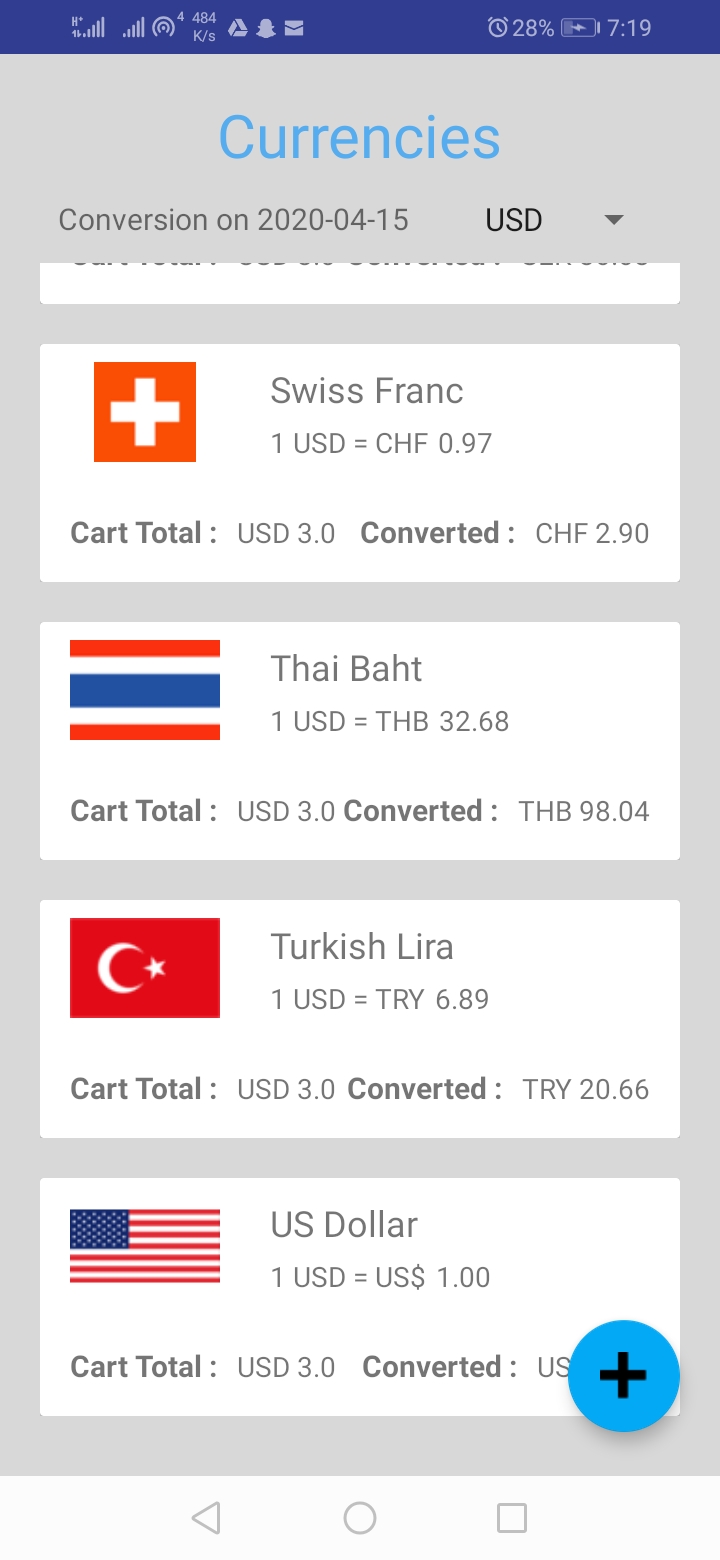 H+ 4 484 K/s 28% 7:19
Currencies
Conversion on 2020-04-15 USD
Swiss Franc
1 USD = CHF 0.97
Cart Total : USD 3.0 Converted : CHF 2.90
Thai Baht
1 USD = THB 32.68
Cart Total : USD 3.0 Converted : THB 98.04
Turkish Lira
1 USD = TRY 6.89
Cart Total : USD 3.0 Converted : TRY 20.66
US Dollar
1 USD = US$ 1.00
Cart Total : USD 3.0 Converted : US